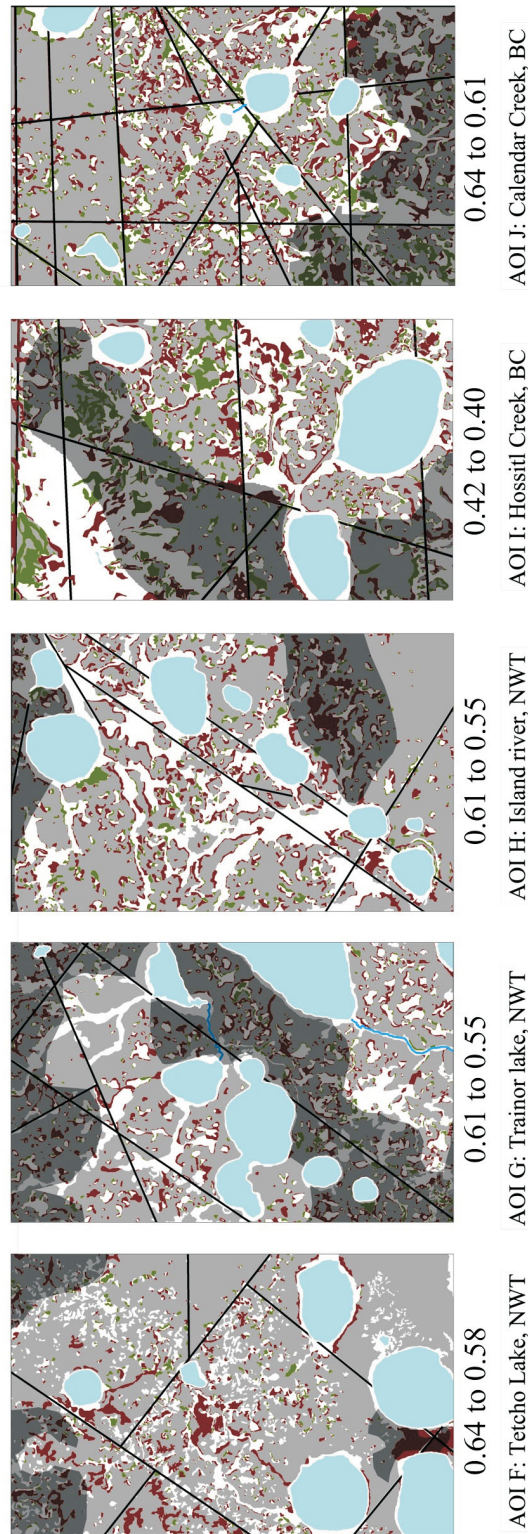 0.64 to 0.58
AOI F: Tetcho Lake, NWT
0.61 to 0.55
AOI G: Trainor lake, NWT
0.61 to 0.55
AOI H: Island river, NWT
0.42 to 0.40
AOI I: Hossitl Creek, BC
0.64 to 0.61
AOI J: Calendar Creek, BC